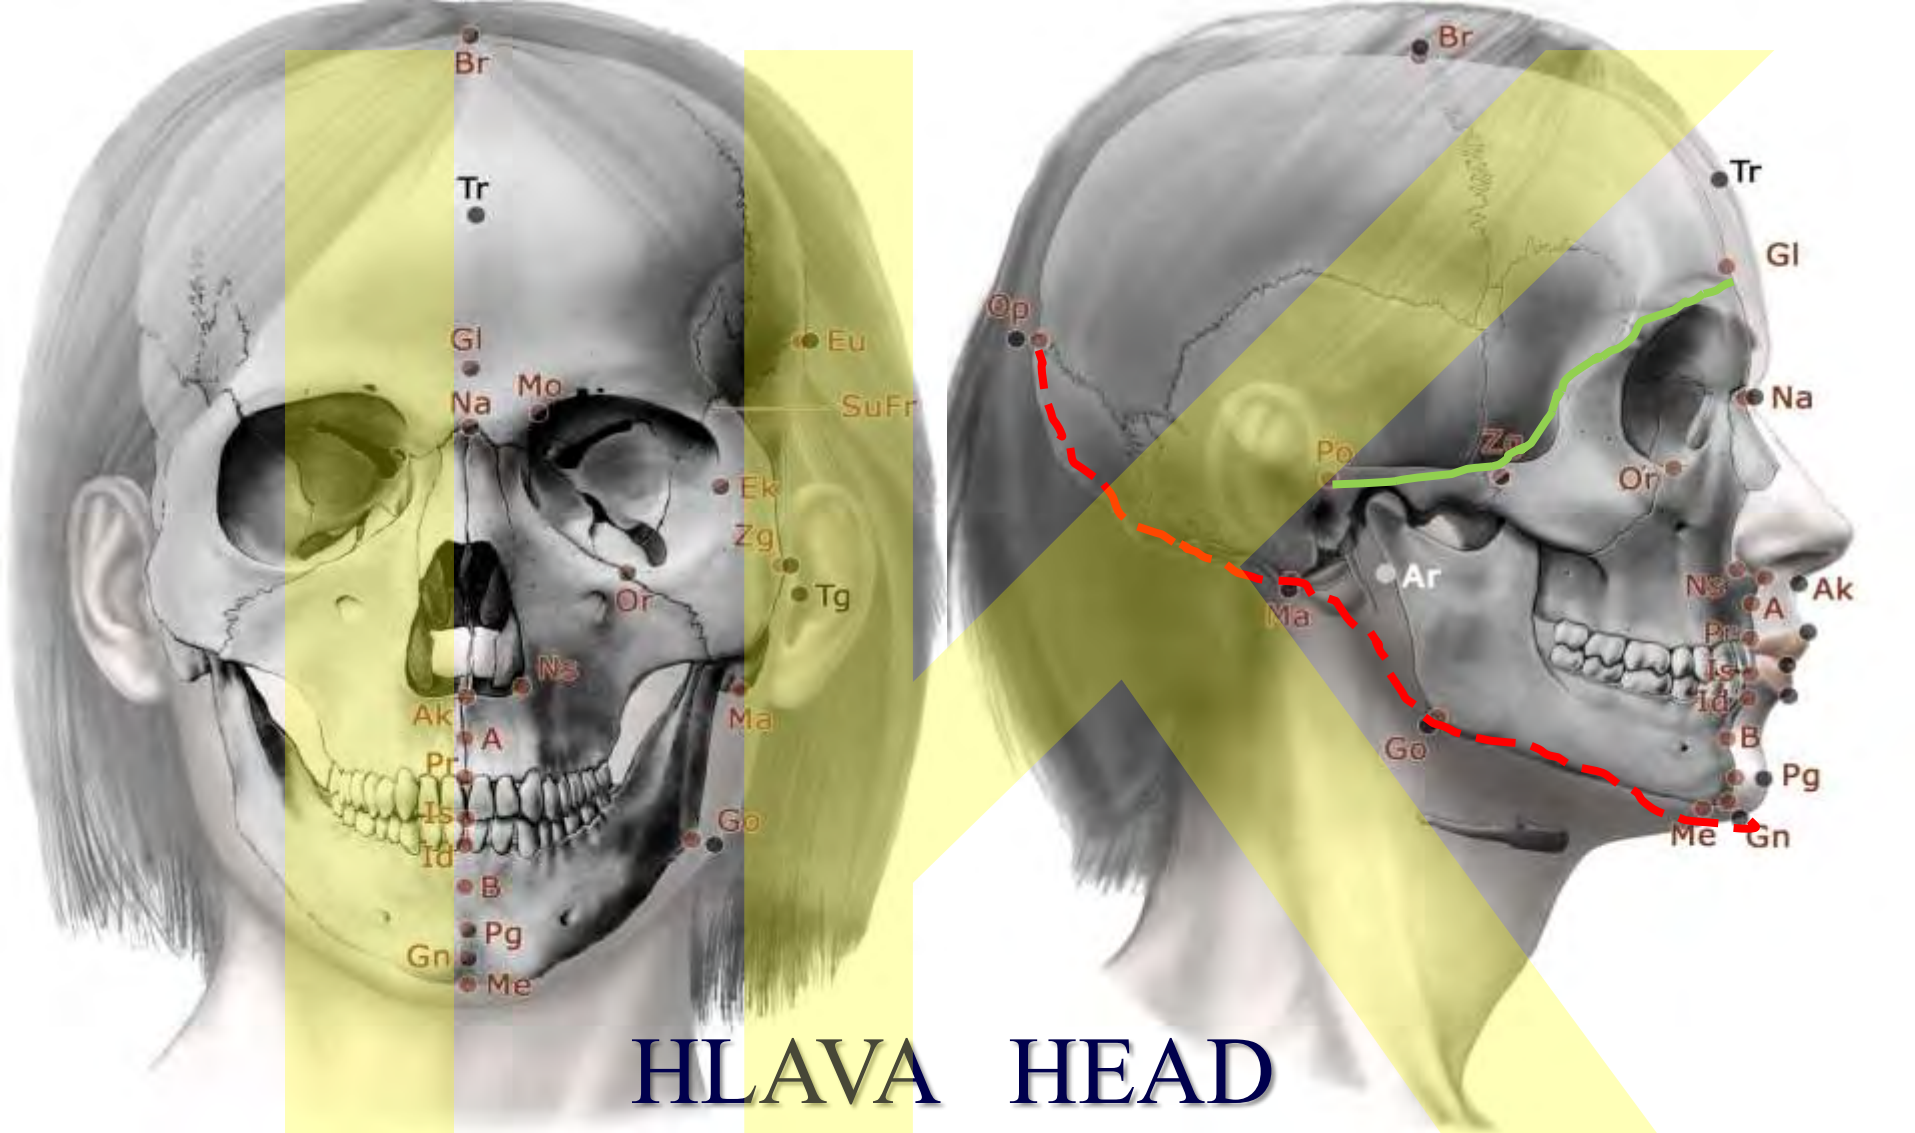 Br
Tr
Gl
Mo
Na
Eu
SuFr
Ek
Zg
Or
Tg
Ns
Ak
Ma
A
Pr
Is
Go
Id
B
Pg
Gn
Me
Br
Tr
Gl
Op
Na
Zg
Po
Or
Ar
Ns
Ak
A
Ma
Pr
Is
Id
B
Go
Pg
Me
Gn
HLAVA HEAD